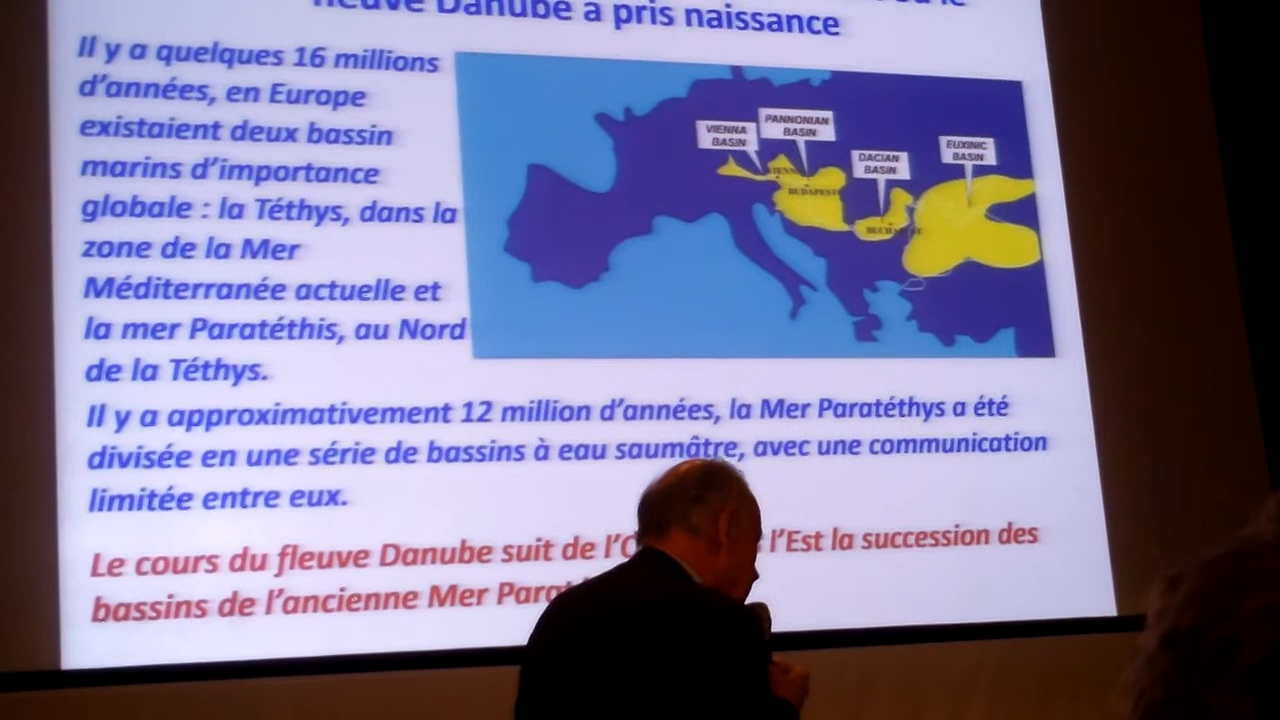 fleuve Danube a pris naissance
Il y a quelques 16 millions
d'années, en Europe
existaient deux bassin
marins d'importance
globale : la Téthys, dans la
zone de la Mer
Méditerranée actuelle et
la mer Paratéthis, au Nord
de la Téthys.
VIENNA
BASIN
PANNONIAN
BASIN
DACIAN
BASIN
EUXINIC
BASIN
BUDAPEST
Il y a approximativement 12 million d'années, la Mer Paratéthys a été
divisée en une série de bassins à eau saumâtre, avec une communication
limitée entre eux.
Le cours du fleuve Danube suit de l'Est la succession des
bassins de l'ancienne Mer